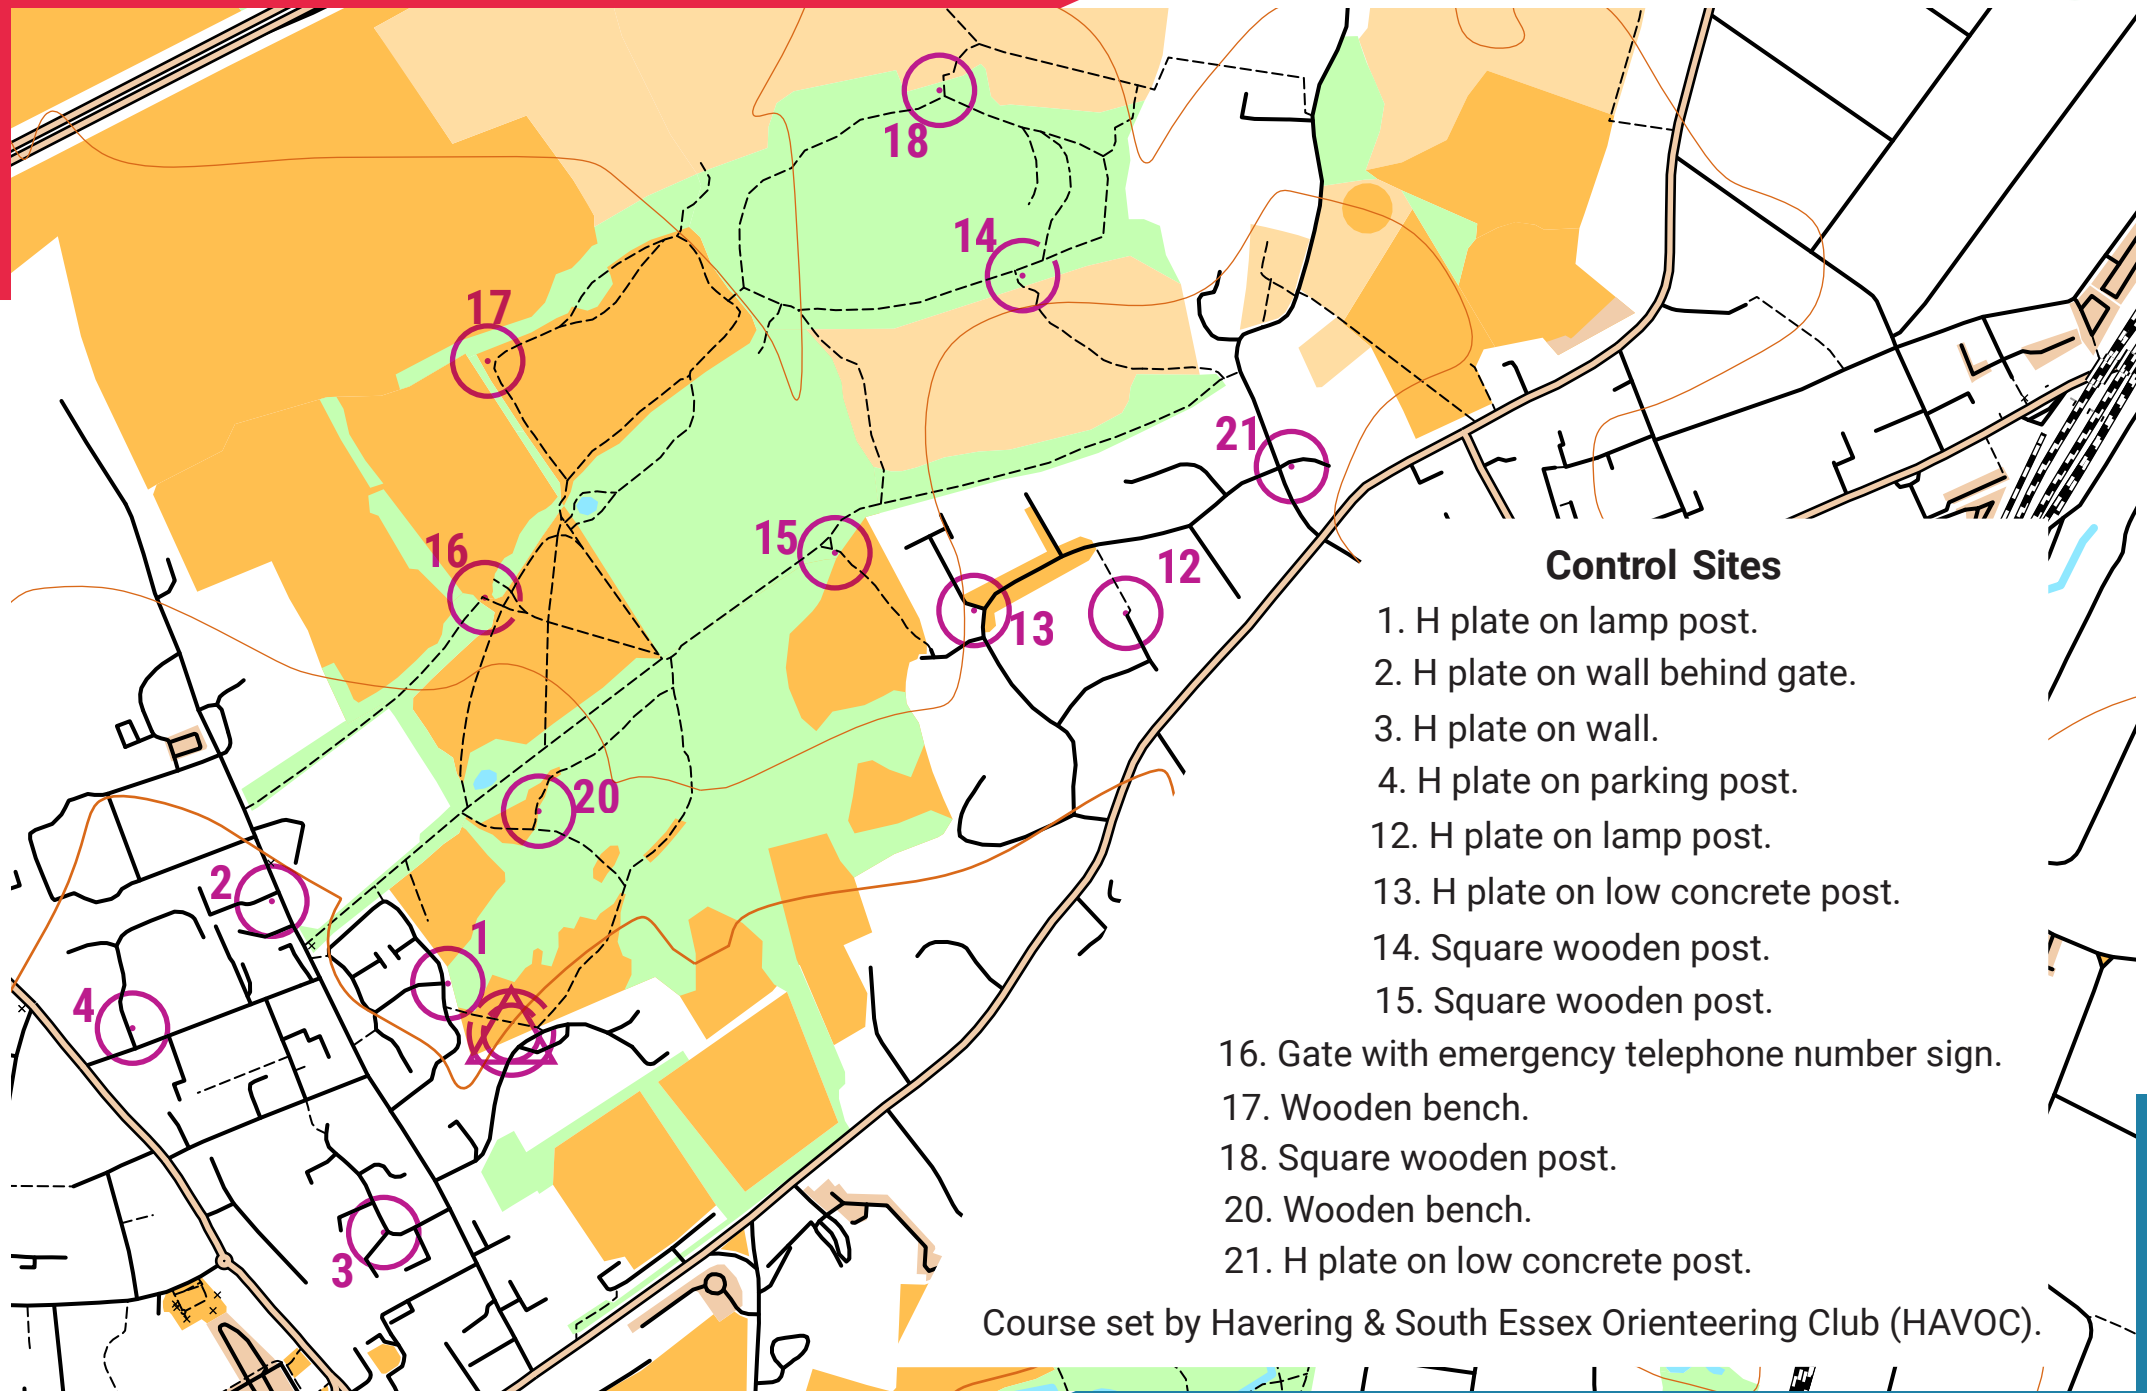 18
14
17
21
15
16
12
13
20
2
1
4
3
Control Sites
1. H plate on lamp post.
2. H plate on wall behind gate.
3. H plate on wall.
4. H plate on parking post.
12. H plate on lamp post.
13. H plate on low concrete post.
14. Square wooden post.
15. Square wooden post.
16. Gate with emergency telephone number sign.
17. Wooden bench.
18. Square wooden post.
20. Wooden bench.
21. H plate on low concrete post.
Course set by Havering & South Essex Orienteering Club (HAVOC).